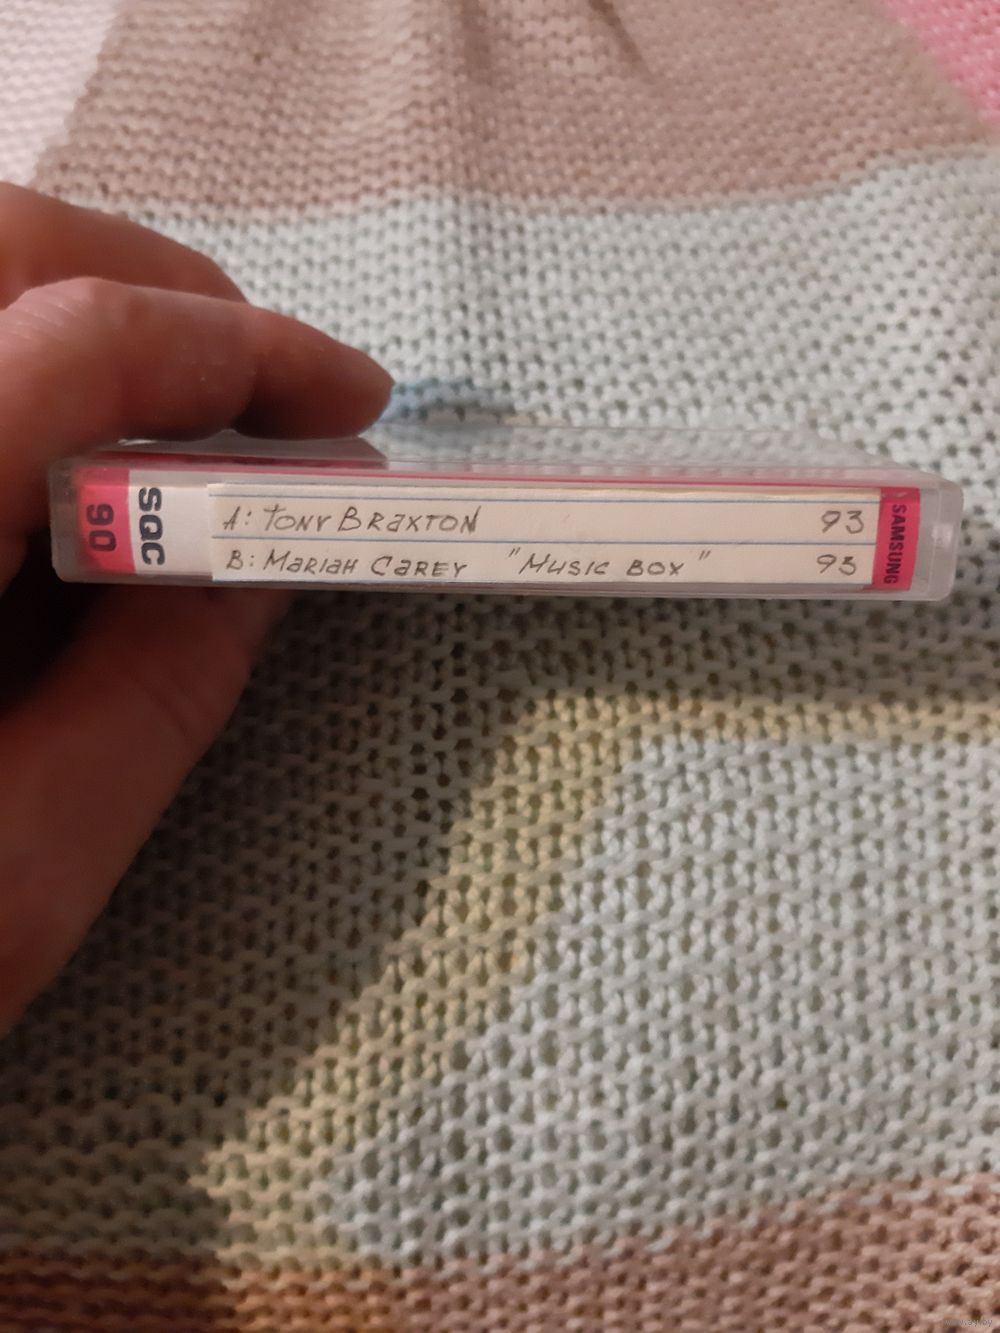 90
SQC
A: TONY BRaXTON 93
B: MaRIaH CaREY "MUSIC BOX" 93
SAMSUNG